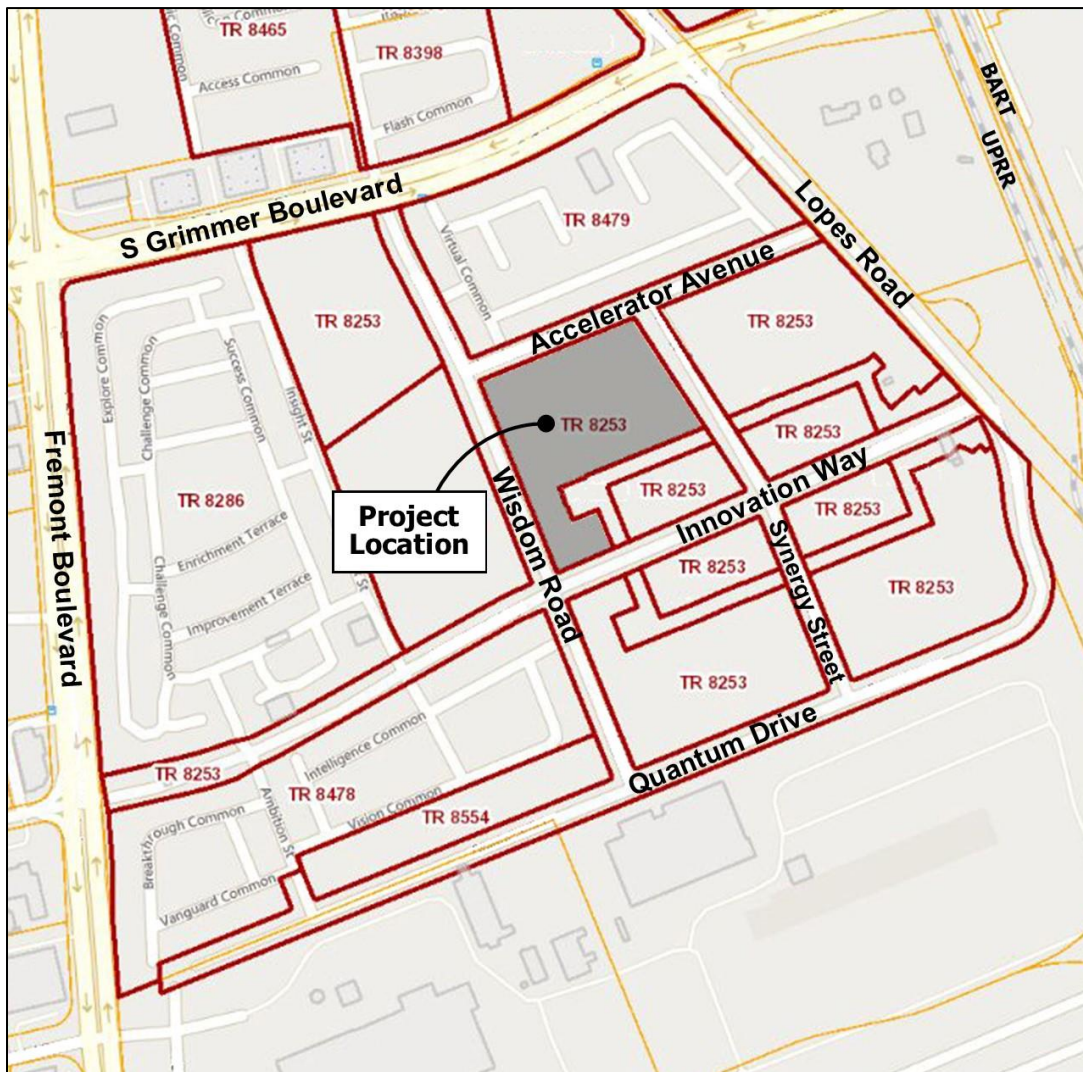 TR 8465
TR 8398
Access Common
Flash Common
BART
UPRR
S Grimmer Boulevard
Lopes Road
TR 8479
Virtual Common
Accelerator Avenue
TR 8253
TR 8253
Explore Common
Challenge Common
Success Common
Insight St
TR 8253
TR 8253
TR 8253
Fremont Boulevard
TR 8286
Project
Location
Wisdom Road
Innovation Way
TR 8253
Enrichment Terrace
TR 8253
TR 8253
Synergy Street
Improvement Terrace
Challenge Common
TR 8253
Quantum Drive
Intelligence Common
TR 8253
TR 8478
Ambition St
Vision Common
TR 8554
Breakthrough Common
Vanguard Common